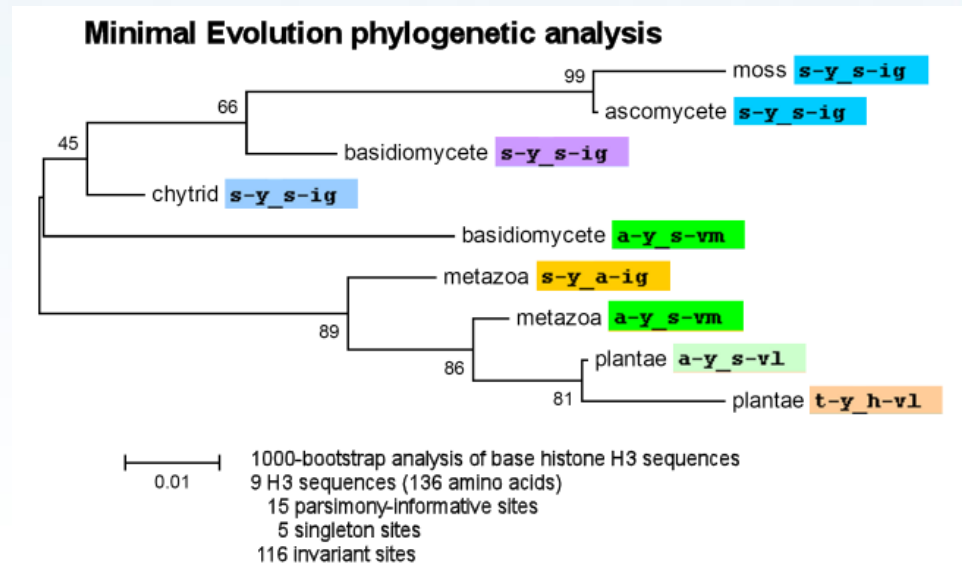 Minimal Evolution phylogenetic analysis
99
moss s-y_s-ig
66
ascomycete s-y_s-ig
45
basidiomycete s-y_s-ig
chytrid s-y_s-ig
basidiomycete a-y_s-vm
metazoa s-y_a-ig
89
metazoa a-y_s-vm
86
plantae a-y_s-vl
81
plantae t-y_h-vl
0.01
1000-bootstrap analysis of base histone H3 sequences
9 H3 sequences (136 amino acids)
15 parsimony-informative sites
5 singleton sites
116 invariant sites